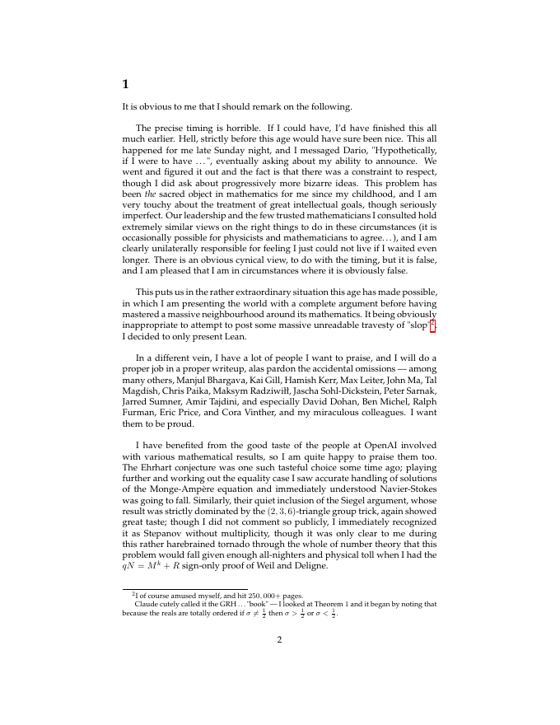 1
It is obvious to me that I should remark on the following.
The precise timing is horrible. If I could have, I'd have finished this all
much earlier. Hell, strictly before this age would have sure been nice. This all
happened for me late Sunday night, and I messaged Dario, "Hypothetically,
if I were to have ...", eventually asking about my ability to announce. We
went and figured it out and the fact is that there was a constraint to respect,
though I did ask about progressively more bizarre ideas. This problem has
been the sacred object in mathematics for me since my childhood, and I am
very touchy about the treatment of great intellectual goals, though seriously
imperfect. Our leadership and the few trusted mathematicians I consulted hold
extremely similar views on the right things to do in these circumstances (it is
occasionally possible for physicists and mathematicians to agree...), and I am
clearly unilaterally responsible for feeling I just could not live if I waited even
longer. There is an obvious cynical view, to do with the timing, but it is false,
and I am pleased that I am in circumstances where it is obviously false.
This puts us in the rather extraordinary situation this age has made possible,
in which I am presenting the world with a complete argument before having
mastered a massive neighbourhood around its mathematics. It being obviously
inappropriate to attempt to post some massive unreadable travesty of "slop"²,
I decided to only present Lean.
In a different vein, I have a lot of people I want to praise, and I will do a
proper job in a proper writeup, alas pardon the accidental omissions — among
many others, Manjul Bhargava, Kai Gill, Hamish Kerr, Max Leiter, John Ma, Tal
Magdish, Chris Paika, Maksym Radziwiłł, Jascha Sohl-Dickstein, Peter Sarnak,
Jarred Sumner, Amir Tajdini, and especially David Dohan, Ben Michel, Ralph
Furman, Eric Price, and Cora Vinther, and my miraculous colleagues. I want
them to be proud.
I have benefited from the good taste of the people at OpenAI involved
with various mathematical results, so I am quite happy to praise them too.
The Ehrhart conjecture was one such tasteful choice some time ago; playing
further and working out the equality case I saw accurate handling of solutions
of the Monge-Ampère equation and immediately understood Navier-Stokes
was going to fall. Similarly, their quiet inclusion of the Siegel argument, whose
result was strictly dominated by the (2, 3, 6)-triangle group trick, again showed
great taste; though I did not comment so publicly, I immediately recognized
it as Stepanov without multiplicity, though it was only clear to me during
this rather harebrained tornado through the whole of number theory that this
problem would fall given enough all-nighters and physical toll when I had the
qN = Mᵏ + R sign-only proof of Weil and Deligne.
²I of course amused myself, and hit 250, 000+ pages.
Claude cutely called it the GRH ... "book" — I looked at Theorem 1 and it began by noting that
because the reals are totally ordered if σ ≠ ½ then σ > ½ or σ < ½.
2